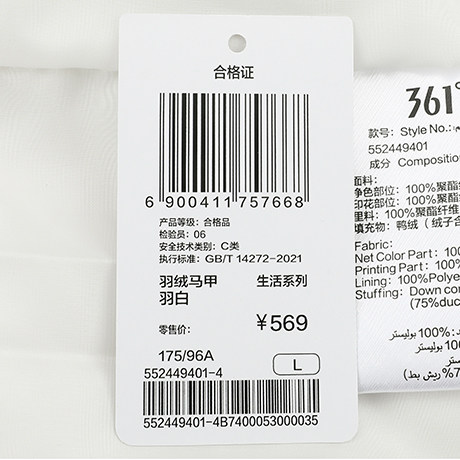 合格证
6 900411 757668
产品等级: 合格品
检验员: 06
安全技术类别: C类
执行标准: GB/T 14272-2021
羽绒马甲 生活系列
羽白
零售价: ¥569
175/96A L
552449401-4
552449401-4B7400053000035
361°
款号: Style No.:
552449401
成分 Composition
面料:
净色部位: 100%聚酯
印花部位: 100%聚酯
里料: 100%聚酯纤维
填充物: 鸭绒 (绒子含
Fabric:
Net Color Part: 100%
Printing Part: 100%
Lining: 100%Polye
Stuffing: Down con
(75%duc
100% بوليستر
100% بوليستر